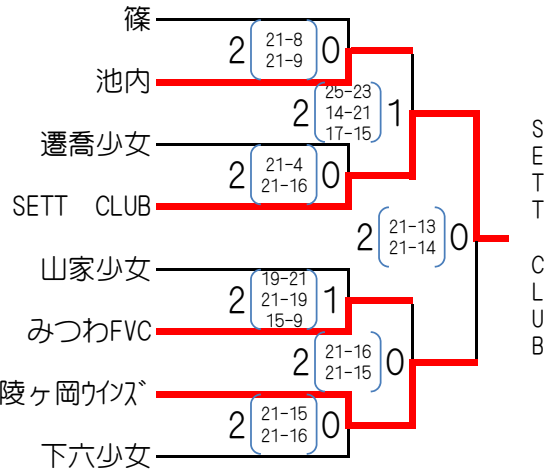 篠
2 21-8 0
21-9
池内
2 25-23 1
14-21
17-15
遷喬少女
2 21-4 0
21-16
SETT CLUB
2 21-13 0
21-14
SETT CLUB
山家少女
2 19-21 1
21-19
15-9
みつわFVC
2 21-16 0
21-15
陵ヶ岡ウインズ
2 21-15 0
21-16
下六少女